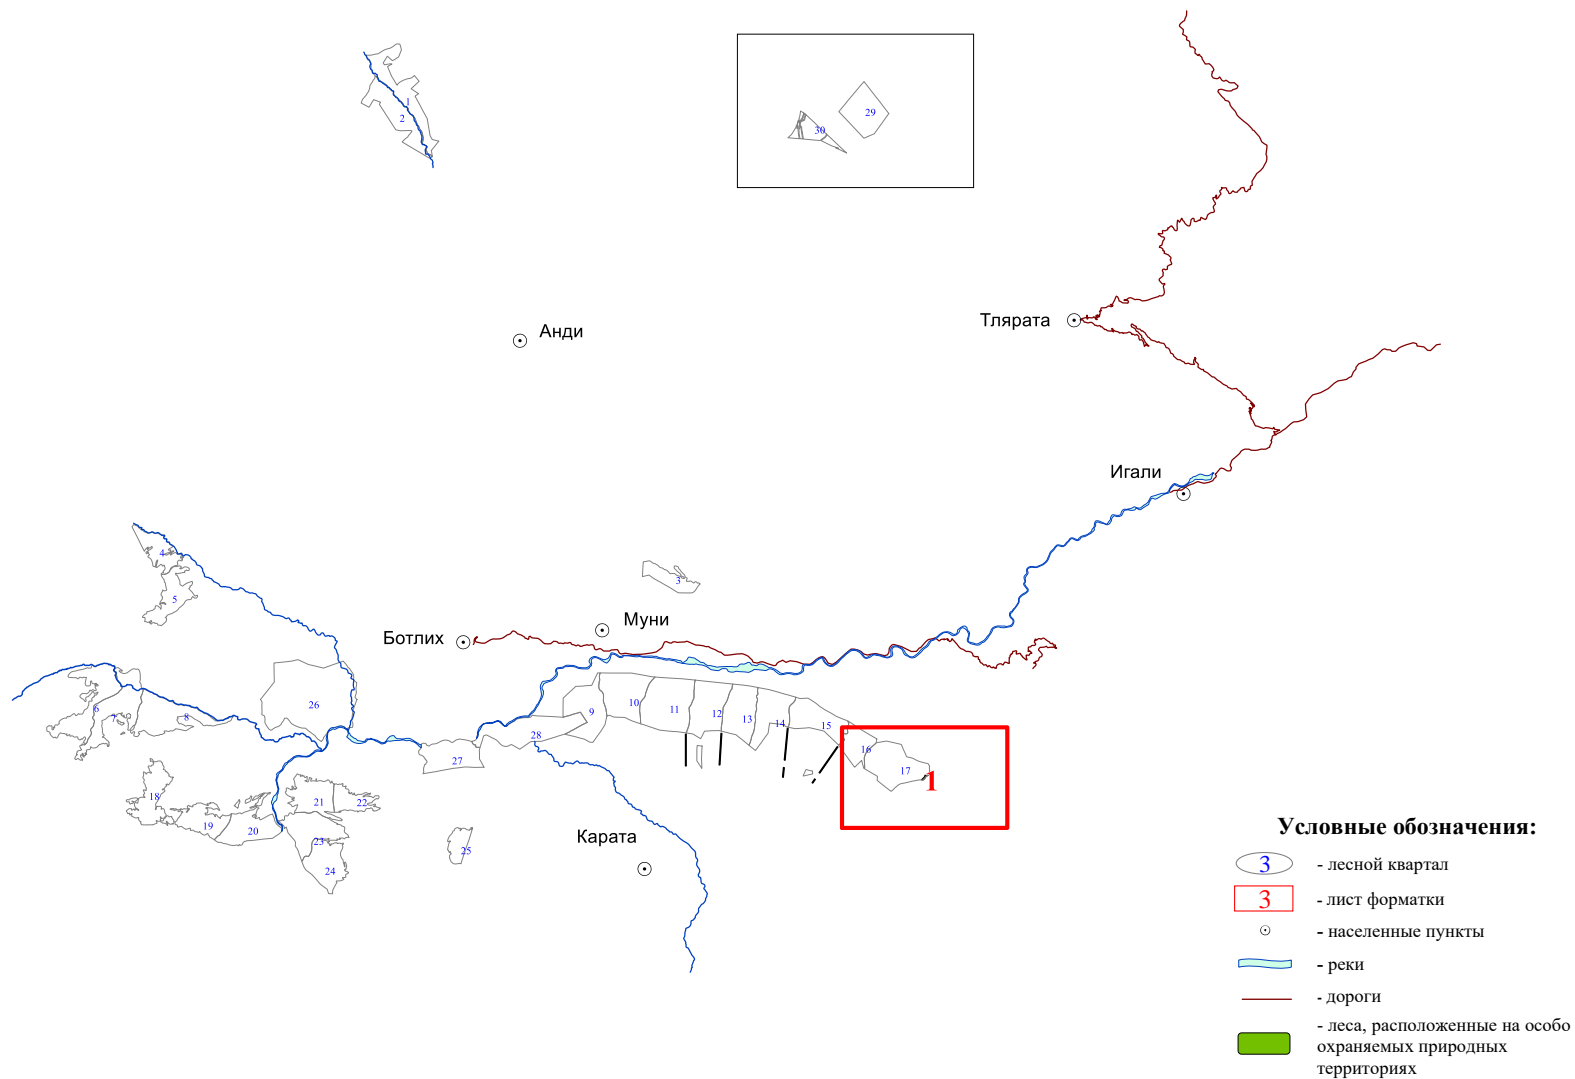 1
2
29
30
Тлярата
Анди
Игали
4
3
5
Муни
Ботлих
26
6
7
8
9
10
11
12
13
14
15
28
16
27
17
1
18
21
22
19
20
23
24
25
Карата
Условные обозначения:
3 - лесной квартал
3 - лист форматки
- населенные пункты
- реки
- дороги
- леса, расположенные на особо
охраняемых природных
территориях